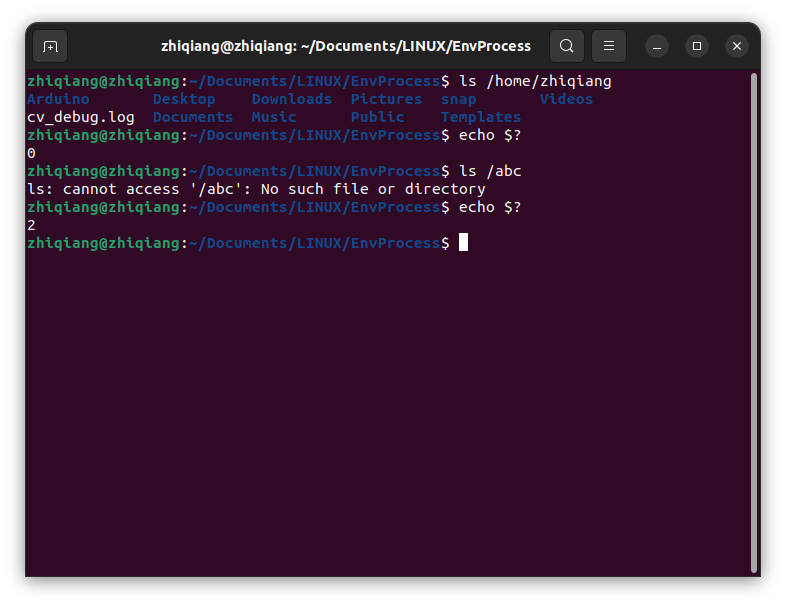 zhiqiang@zhiqiang: ~/Documents/LINUX/EnvProcess
zhiqiang@zhiqiang:~/Documents/LINUX/EnvProcess$ ls /home/zhiqiang
Arduino       Desktop    Downloads  Pictures  snap       Videos
cv_debug.log  Documents  Music      Public    Templates
zhiqiang@zhiqiang:~/Documents/LINUX/EnvProcess$ echo $?
0
zhiqiang@zhiqiang:~/Documents/LINUX/EnvProcess$ ls /abc
ls: cannot access '/abc': No such file or directory
zhiqiang@zhiqiang:~/Documents/LINUX/EnvProcess$ echo $?
2
zhiqiang@zhiqiang:~/Documents/LINUX/EnvProcess$